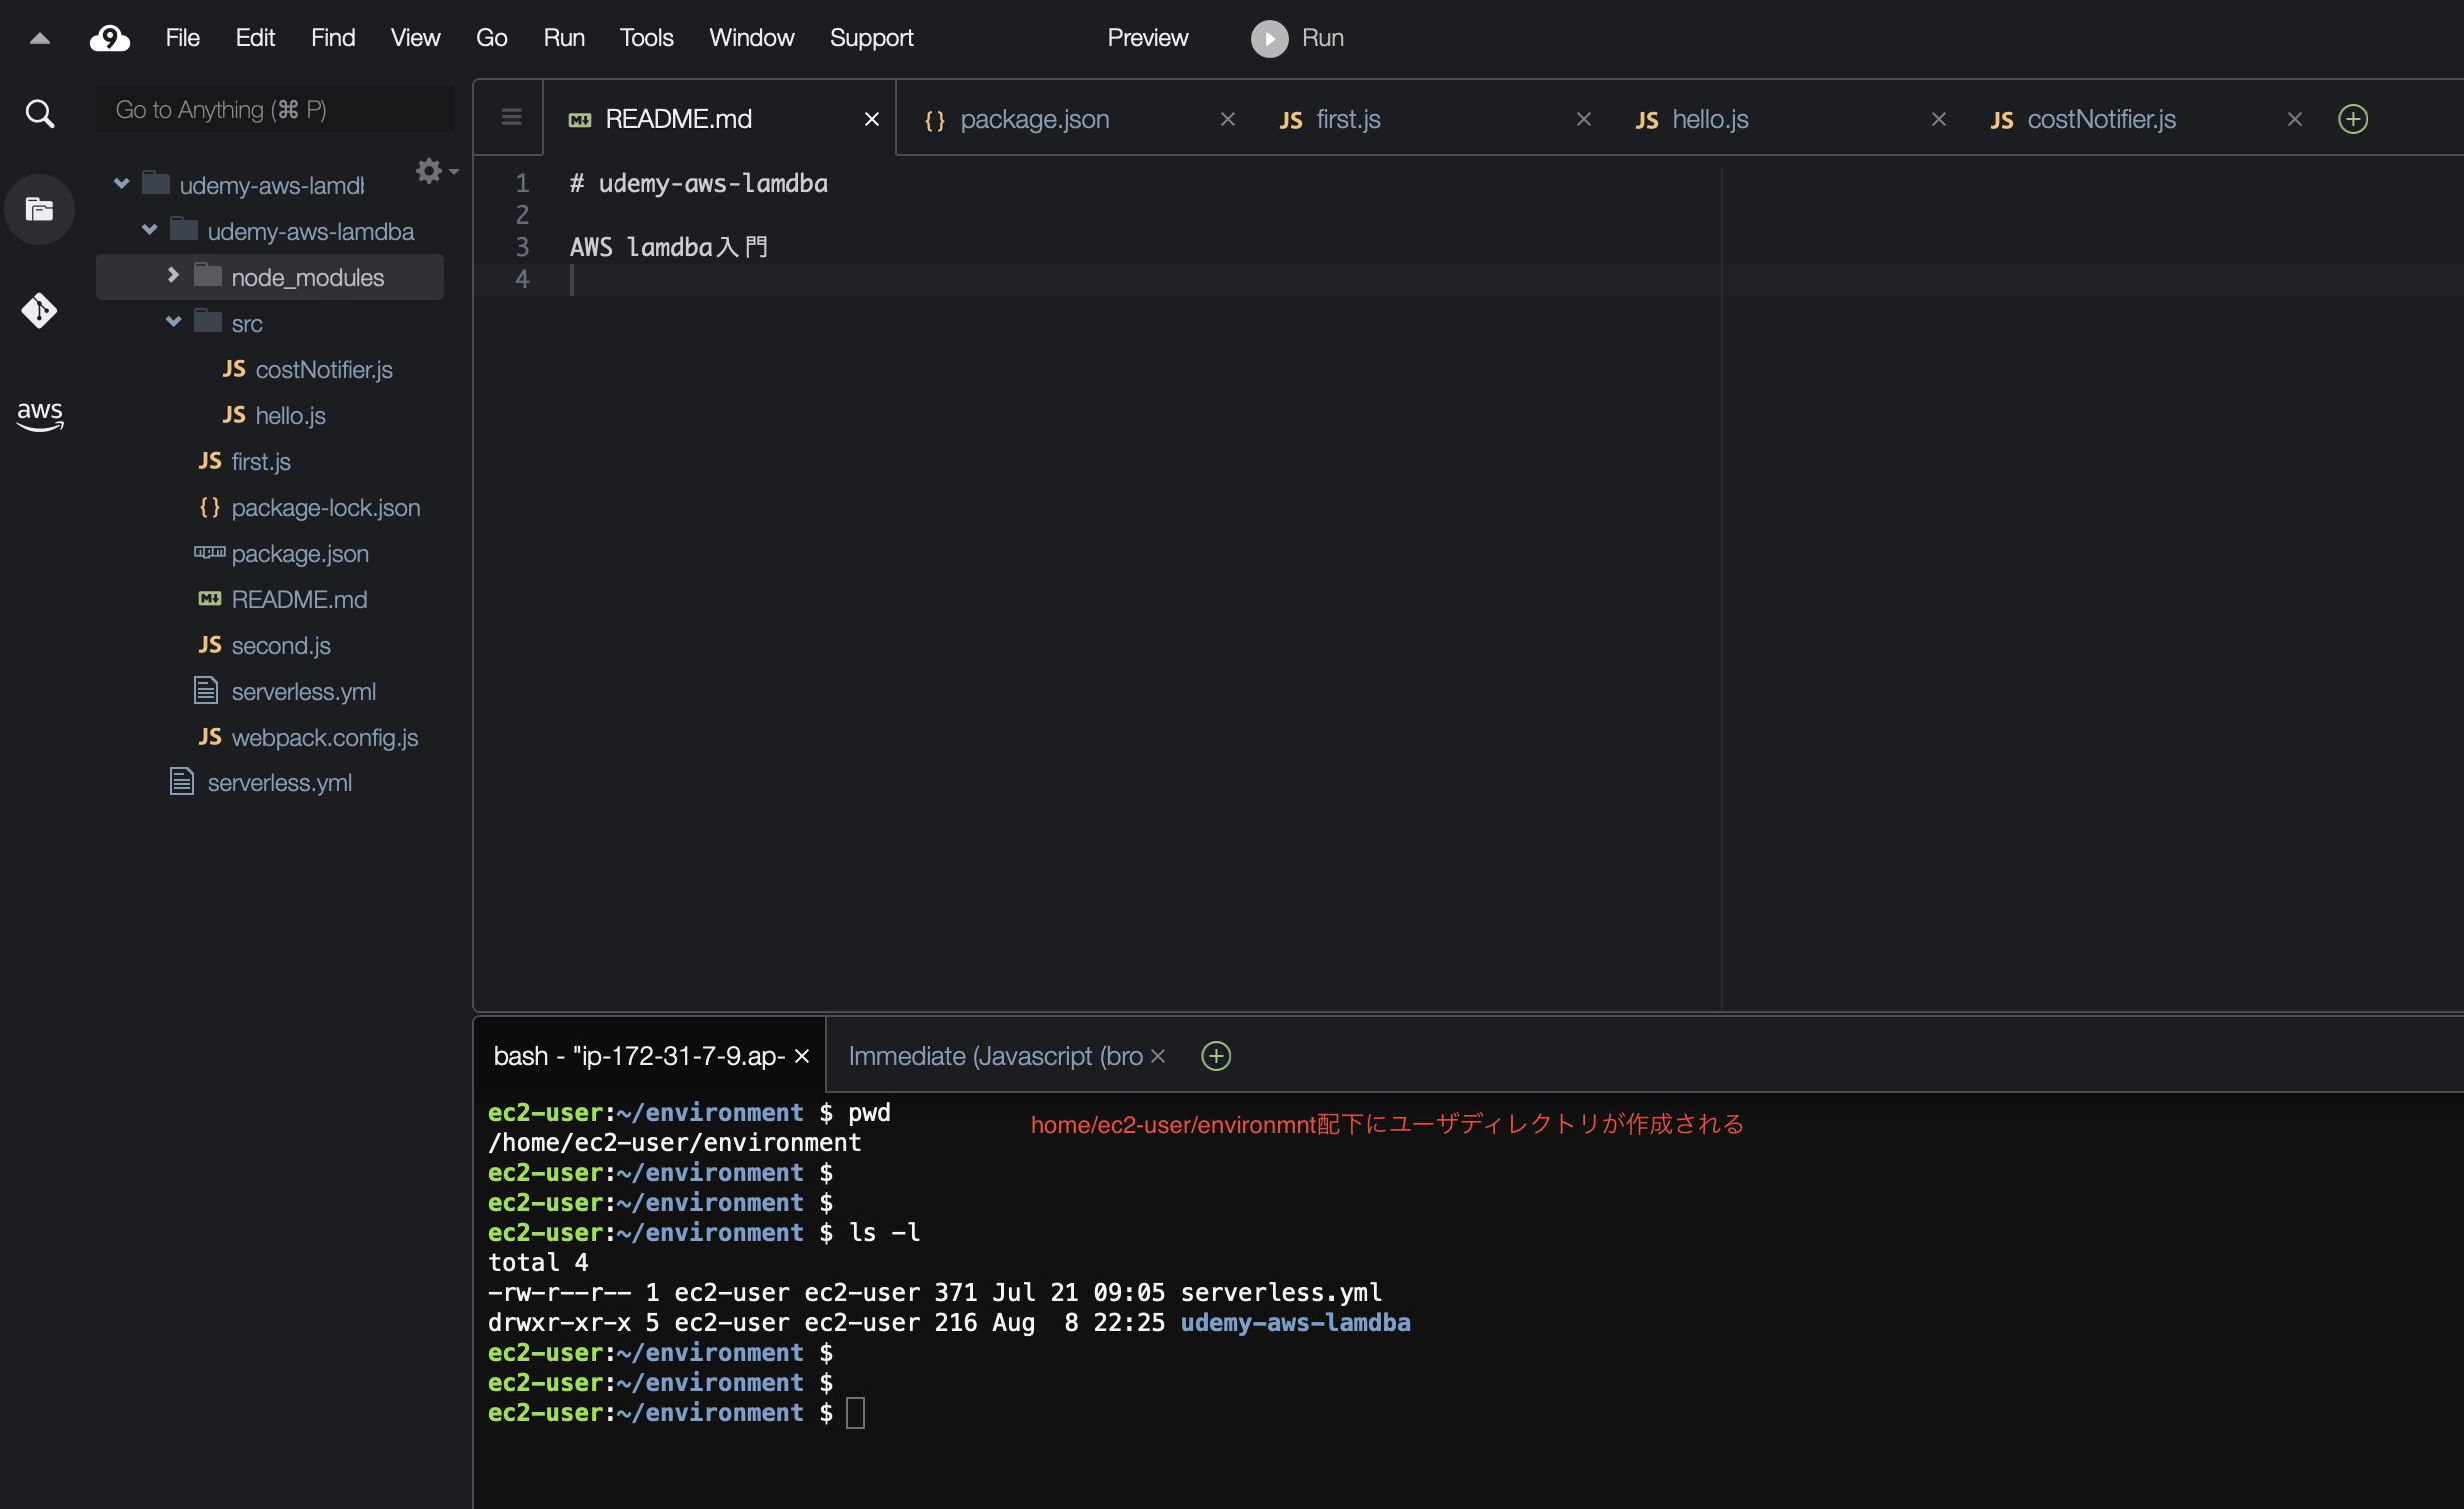 File Edit Find View Go Run Tools Window Support Preview Run
Go to Anything (⌘ P)
udemy-aws-lamdb
udemy-aws-lamdba
node_modules
src
JS costNotifier.js
JS hello.js
JS first.js
{} package-lock.json
npm package.json
M↓ README.md
JS second.js
serverless.yml
JS webpack.config.js
serverless.yml
aws
M↓ README.md × {} package.json × JS first.js × JS hello.js × JS costNotifier.js ×
1 # udemy-aws-lamdba
2
3 AWS lamdba入門
4
bash - "ip-172-31-7-9.ap- × Immediate (Javascript (bro ×
ec2-user:~/environment $ pwd
home/ec2-user/environmnt配下にユーザディレクトリが作成される
/home/ec2-user/environment
ec2-user:~/environment $
ec2-user:~/environment $
ec2-user:~/environment $ ls -l
total 4
-rw-r--r-- 1 ec2-user ec2-user 371 Jul 21 09:05 serverless.yml
drwxr-xr-x 5 ec2-user ec2-user 216 Aug  8 22:25 udemy-aws-lamdba
ec2-user:~/environment $
ec2-user:~/environment $
ec2-user:~/environment $